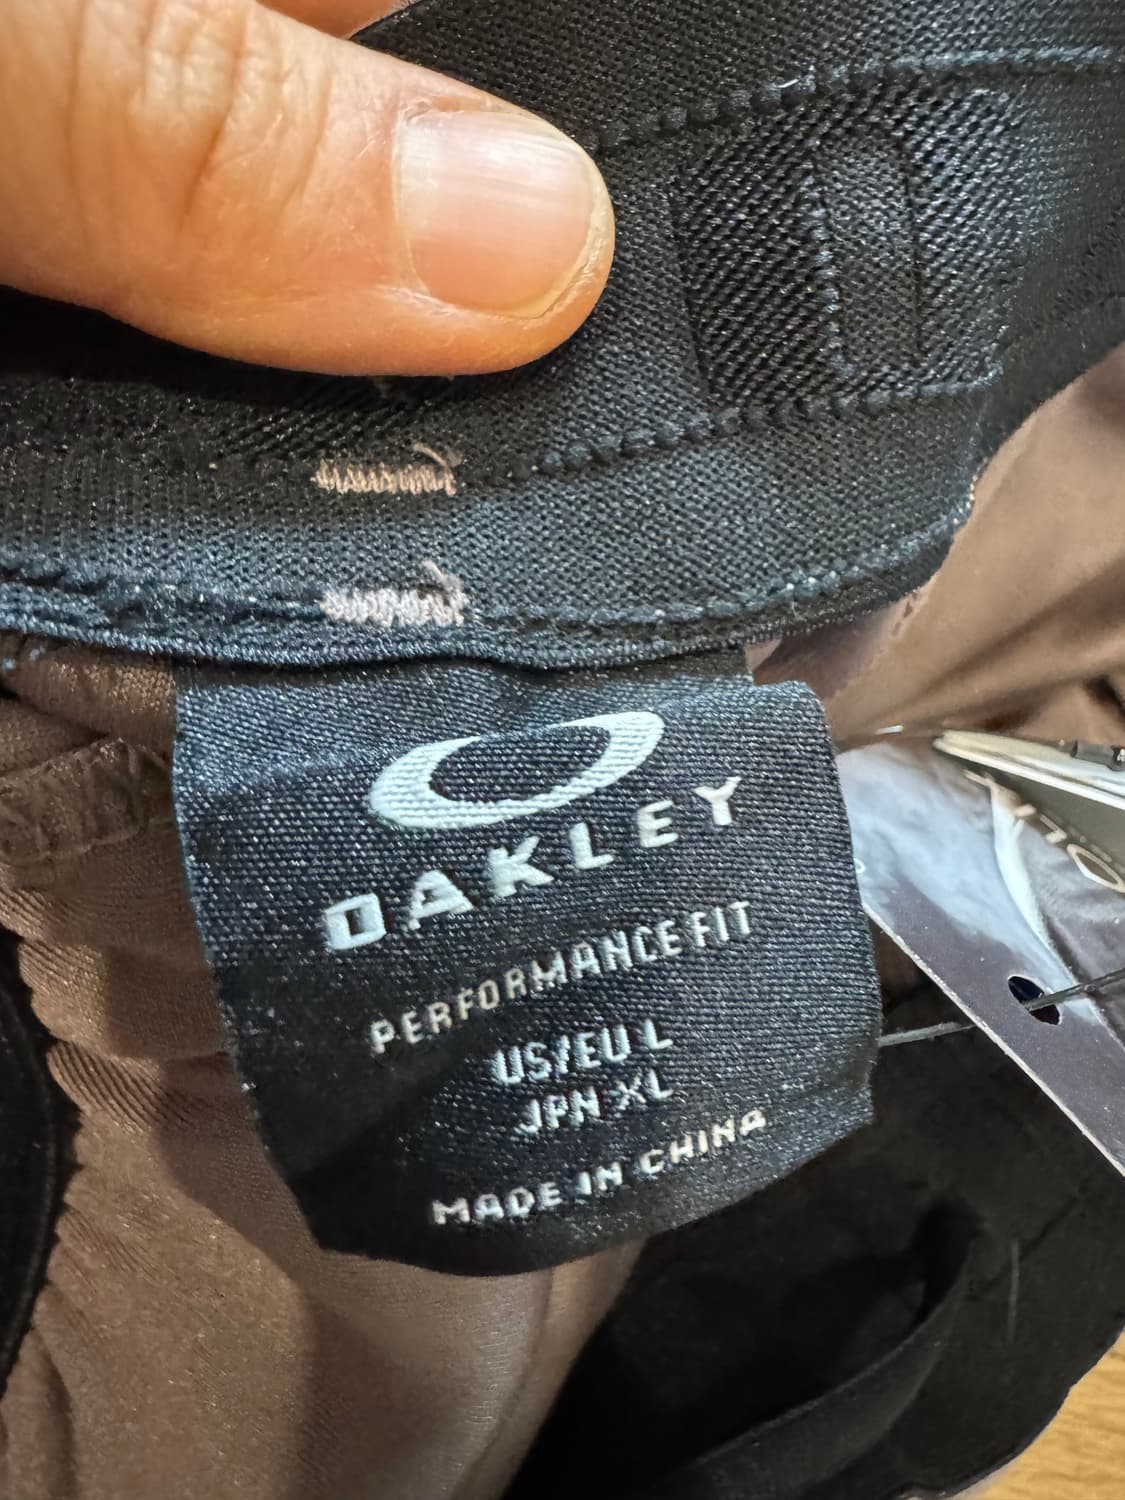 OAKLEY
PERFORMANCE FIT
US/EU L
JPN XL
MADE IN CHINA